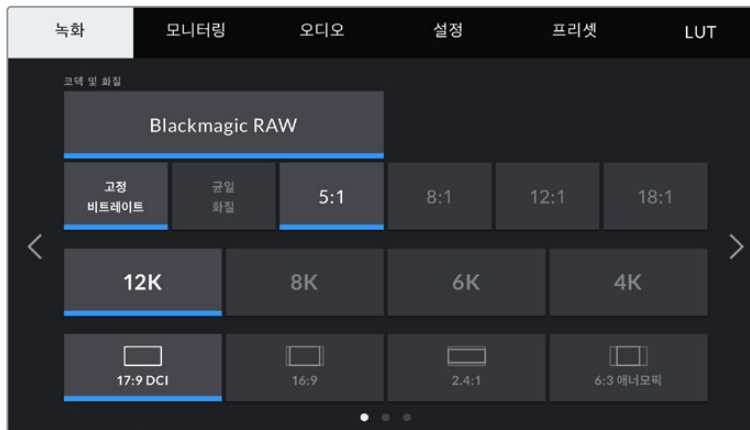 녹화 모니터링 오디오 설정 프리셋 LUT
코덱 및 화질
Blackmagic RAW
고정 균일
비트레이트 화질 5:1 8:1 12:1 18:1
12K 8K 6K 4K
17:9 DCI 16:9 2.4:1 6:3 애너모픽